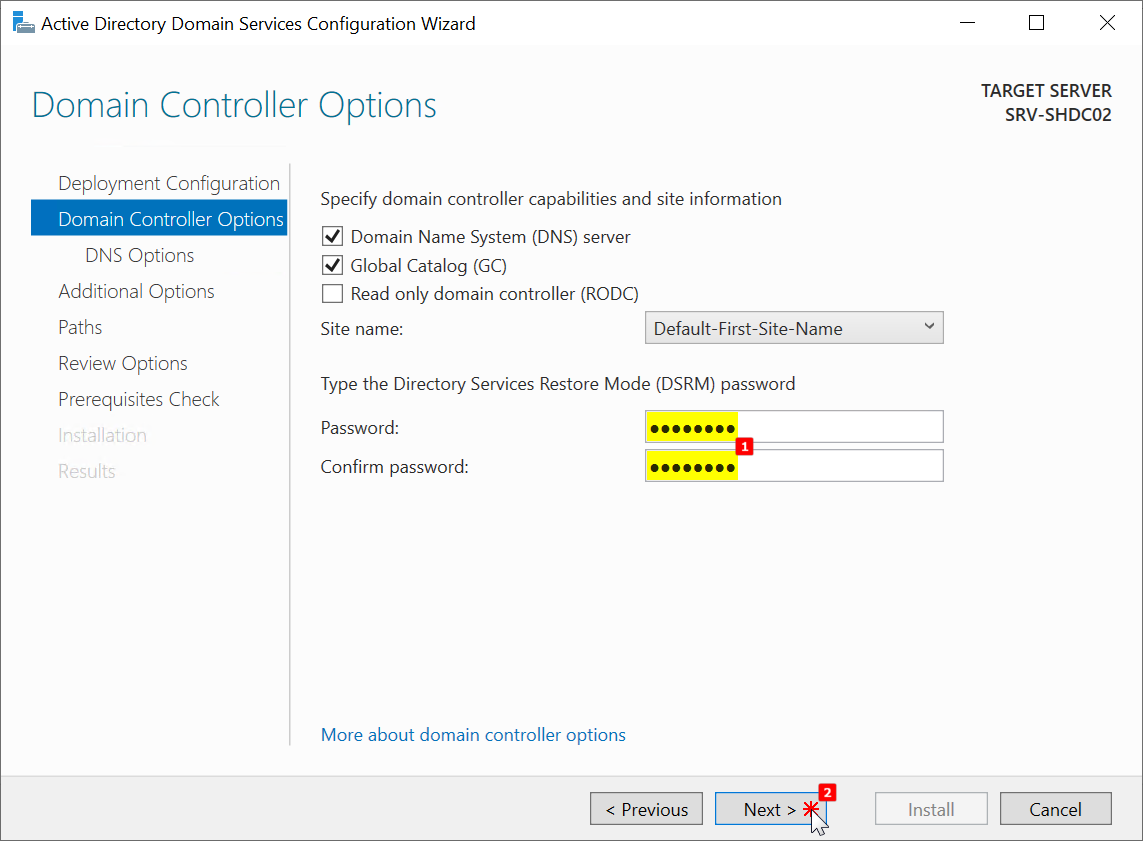 Active Directory Domain Services Configuration Wizard
Domain Controller Options
TARGET SERVER
SRV-SHDC02
Deployment Configuration
Domain Controller Options
DNS Options
Additional Options
Paths
Review Options
Prerequisites Check
Installation
Results
Specify domain controller capabilities and site information
Domain Name System (DNS) server
Global Catalog (GC)
Read only domain controller (RODC)
Site name: Default-First-Site-Name
Type the Directory Services Restore Mode (DSRM) password
Password: ●●●●●●●●
1
Confirm password: ●●●●●●●●
More about domain controller options
2
< Previous Next > Install Cancel